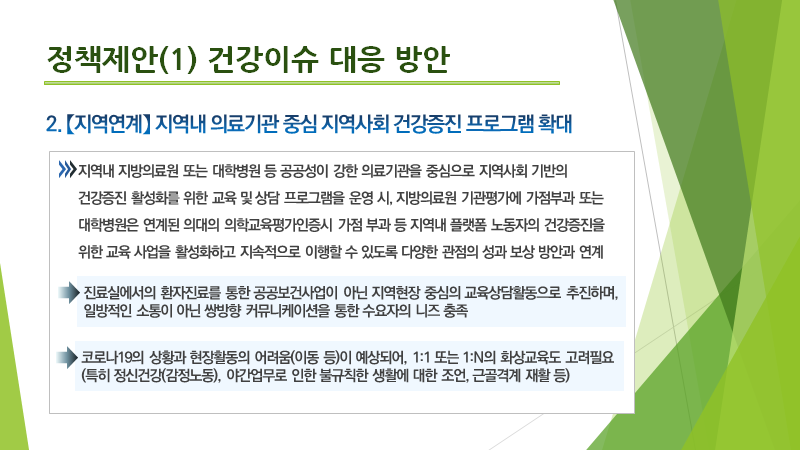 정책제안(1) 건강이슈 대응 방안
2. 【지역연계】 지역내 의료기관 중심 지역사회 건강증진 프로그램 확대
지역내 지방의료원 또는 대학병원 등 공공성이 강한 의료기관을 중심으로 지역사회 기반의
건강증진 활성화를 위한 교육 및 상담 프로그램을 운영 시, 지방의료원 기관평가에 가점부과 또는
대학병원은 연계된 의대의 의학교육평가인증시 가점 부과 등 지역내 플랫폼 노동자의 건강증진을
위한 교육 사업을 활성화하고 지속적으로 이행할 수 있도록 다양한 관점의 성과 보상 방안과 연계
진료실에서의 환자진료를 통한 공공보건사업이 아닌 지역현장 중심의 교육상담활동으로 추진하며,
일방적인 소통이 아닌 쌍방향 커뮤니케이션을 통한 수요자의 니즈 충족
코로나19의 상황과 현장활동의 어려움(이동 등)이 예상되어, 1:1 또는 1:N의 화상교육도 고려필요
(특히 정신건강(감정노동), 야간업무로 인한 불규칙한 생활에 대한 조언, 근골격계 재활 등)